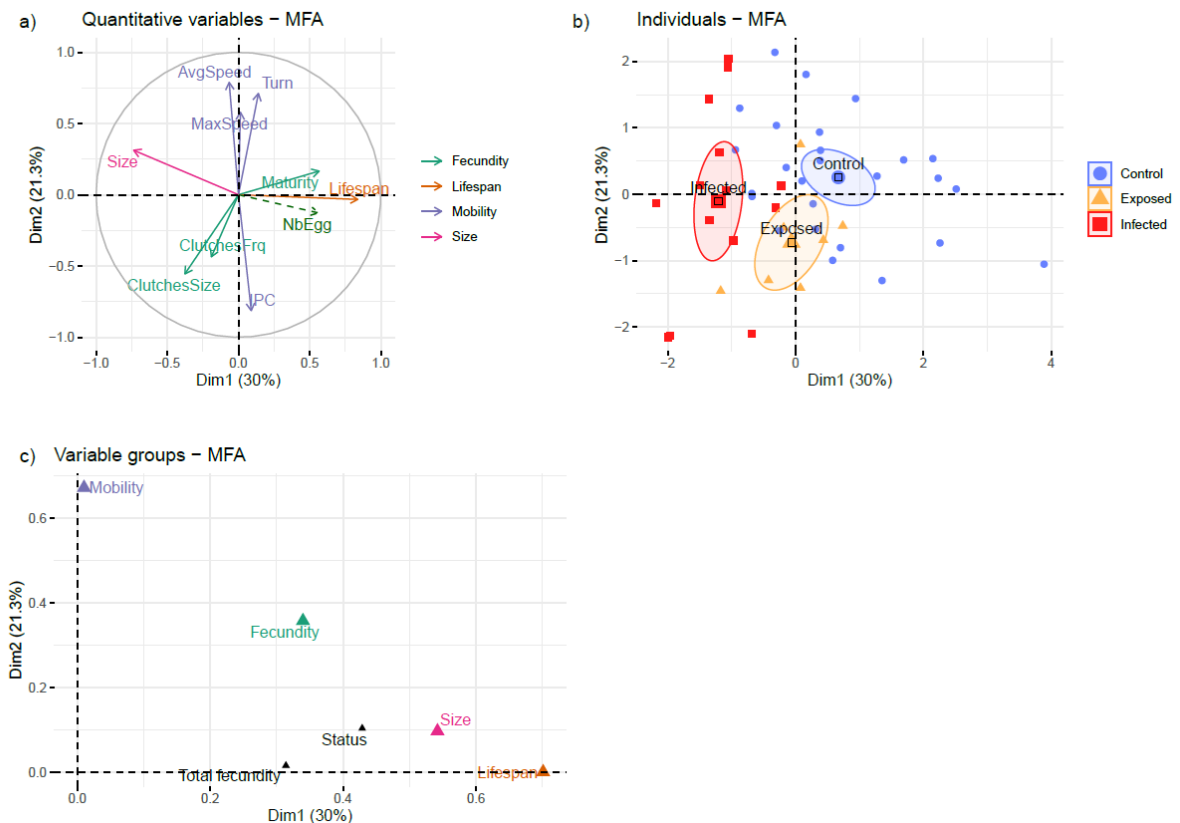 a) Quantitative variables − MFA
1.0
0.5
0.0
−0.5
−1.0
Dim2 (21.3%)
AvgSpeed
Turn
MaxSpeed
Size
Maturity
Lifespan
NbEgg
ClutchesFrq
ClutchesSize
IPC
−1.0 −0.5 0.0 0.5 1.0
Dim1 (30%)
Fecundity
Lifespan
Mobility
Size
b) Individuals − MFA
2
1
0
−1
−2
Dim2 (21.3%)
Control
Infected
Exposed
−2 0 2 4
Dim1 (30%)
Control
Exposed
Infected
c) Variable groups − MFA
0.6
0.4
0.2
0.0
Dim2 (21.3%)
Mobility
Fecundity
Size
Status
Total fecundity
Lifespan
0.0 0.2 0.4 0.6
Dim1 (30%)